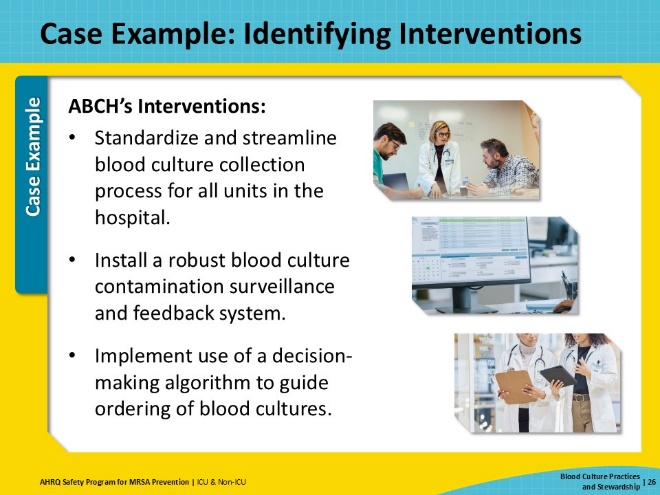 Case Example: Identifying Interventions
Case Example
ABCH’s Interventions:
• Standardize and streamline
blood culture collection
process for all units in the
hospital.
• Install a robust blood culture
contamination surveillance
and feedback system.
• Implement use of a decision-
making algorithm to guide
ordering of blood cultures.
AHRQ Safety Program for MRSA Prevention | ICU & Non-ICU
Blood Culture Practices
and Stewardship | 26